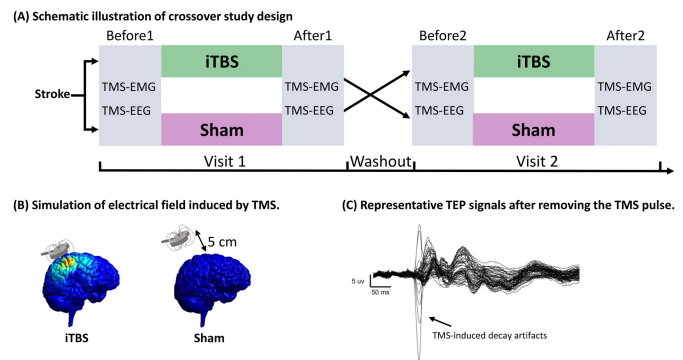 (A) Schematic illustration of crossover study design
Before1 After1 Before2 After2
iTBS iTBS
TMS-EMG TMS-EMG TMS-EMG TMS-EMG
Stroke
TMS-EEG TMS-EEG TMS-EEG TMS-EEG
Sham Sham
Visit 1 Washout Visit 2
(B) Simulation of electrical field induced by TMS.
(C) Representative TEP signals after removing the TMS pulse.
5 cm
5 uv
50 ms
TMS-induced decay artifacts
iTBS Sham